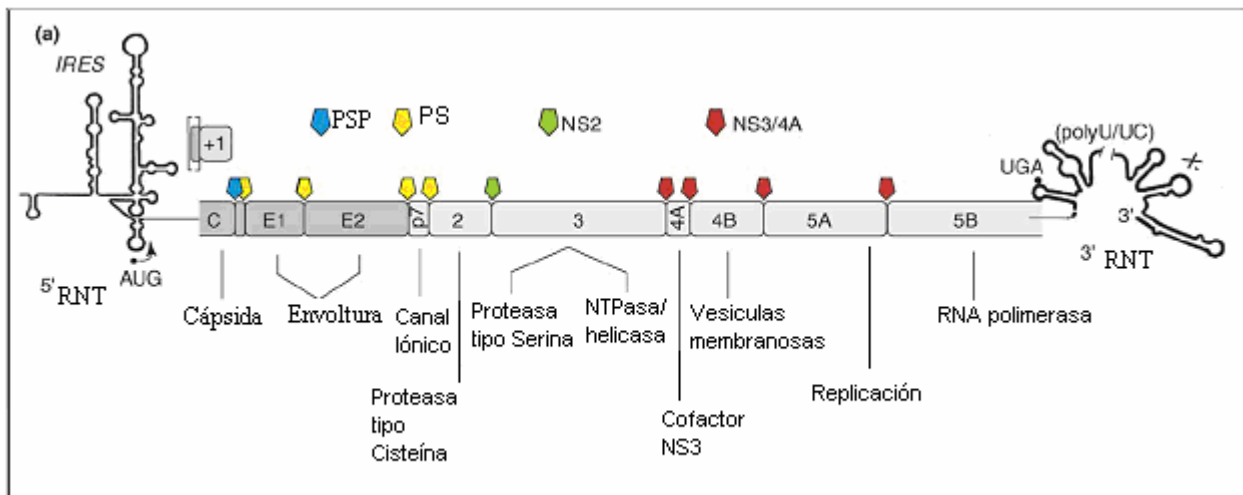 (a)
IRES
+1
PSP
PS
NS2
NS3/4A
(polyU/UC)
UGA
C
E1
E2
p7
2
3
4A
4B
5A
5B
3'
AUG
5' RNT
3' RNT
Cápsida
Envoltura
Canal
Iónico
Proteasa
tipo Serina
NTPasa/
helicasa
Vesiculas
membranosas
RNA polimerasa
Proteasa
tipo
Cisteína
Cofactor
NS3
Replicación